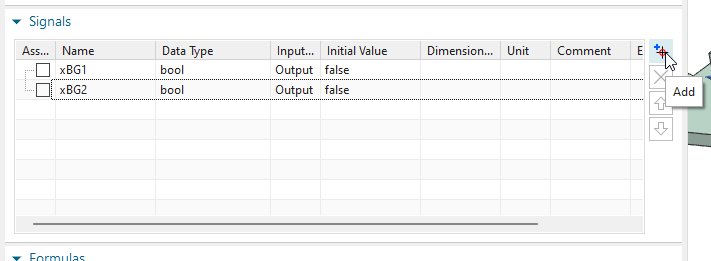 Signals
Ass... Name Data Type Input... Initial Value Dimension... Unit Comment E
xBG1 bool Output false
xBG2 bool Output false
Add
Formulas